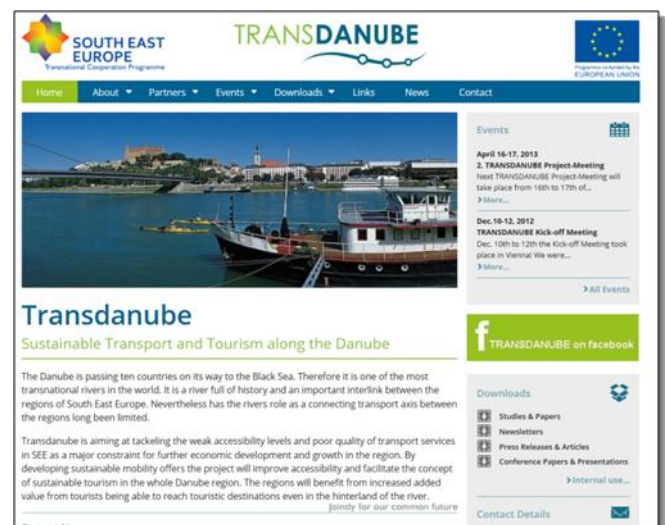 SOUTH EAST
EUROPE
Transnational Cooperation Programme
TRANSDANUBE
Programme co-funded by the
EUROPEAN UNION
Home About Partners Events Downloads Links News Contact
Events
April 16-17, 2013
2. TRANSDANUBE Project-Meeting
Next TRANSDANUBE Project-Meeting will
take place from 16th to 17th of...
More...
Dec.10-12, 2012
TRANSDANUBE Kick-off Meeting
Dec. 10th to 12th the Kick-off Meeting took
place in Vienna! We were...
More...
All Events
Transdanube
Sustainable Transport and Tourism along the Danube
f TRANSDANUBE on facebook
The Danube is passing ten countries on its way to the Black Sea. Therefore it is one of the most
transnational rivers in the world. It is a river full of history and an important interlink between the
regions of South East Europe. Nevertheless has the rivers role as a connecting transport axis between
the regions long been limited.
Transdanube is aiming at tackeling the weak accessibility levels and poor quality of transport services
in SEE as a major constraint for further economic development and growth in the region. By
developing sustainable mobility offers the project will improve accessibility and facilitate the concept
of sustainable tourism in the whole Danube region. The regions will benefit from increased added
value from tourists being able to reach touristic destinations even in the hinterland of the river.
Jointly for our common future
Downloads
Studies & Papers
Newsletters
Press Releases & Articles
Conference Papers & Presentations
Internal use...
Contact Details